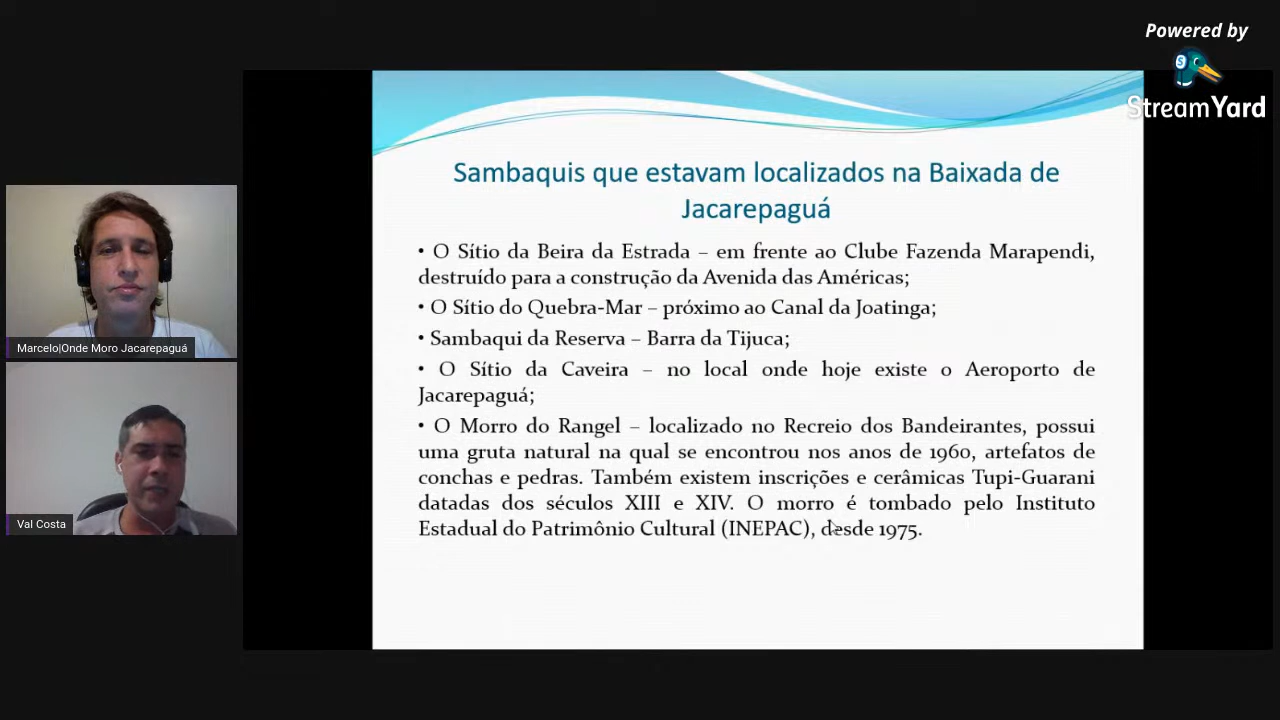 Powered by
StreamYard
Sambaquis que estavam localizados na Baixada de
Jacarepaguá
• O Sítio da Beira da Estrada – em frente ao Clube Fazenda Marapendi,
destruído para a construção da Avenida das Américas;
• O Sítio do Quebra-Mar – próximo ao Canal da Joatinga;
• Sambaqui da Reserva – Barra da Tijuca;
• O Sítio da Caveira – no local onde hoje existe o Aeroporto de
Jacarepaguá;
• O Morro do Rangel – localizado no Recreio dos Bandeirantes, possui
uma gruta natural na qual se encontrou nos anos de 1960, artefatos de
conchas e pedras. Também existem inscrições e cerâmicas Tupi-Guarani
datadas dos séculos XIII e XIV. O morro é tombado pelo Instituto
Estadual do Patrimônio Cultural (INEPAC), desde 1975.
Marcelo|Onde Moro Jacarepaguá
Val Costa